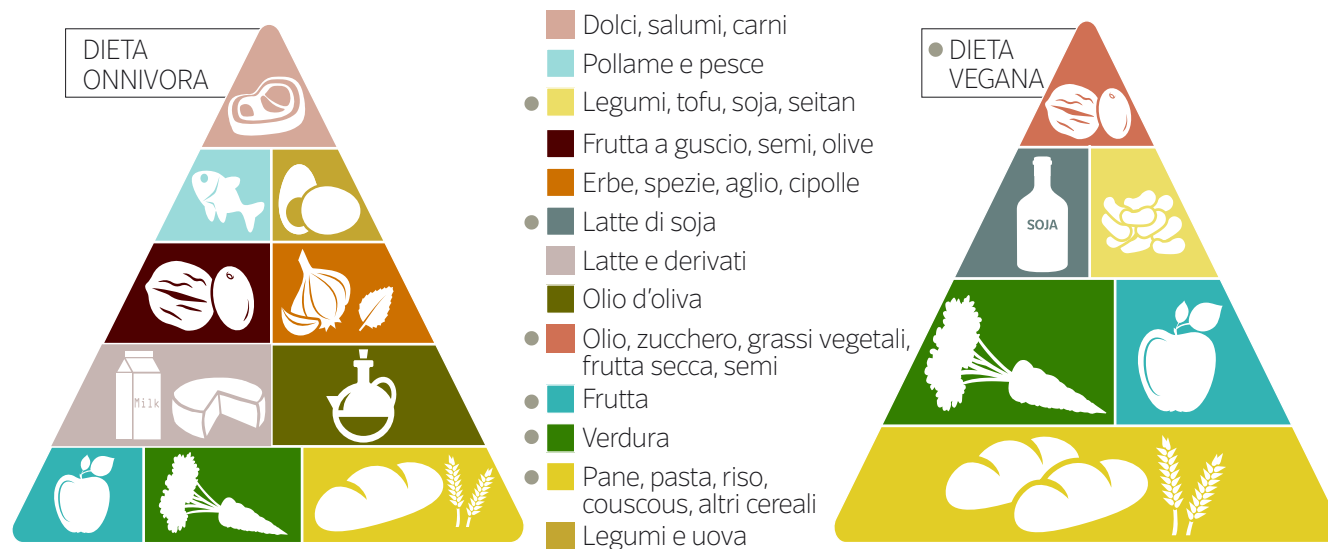 DIETA
ONNIVORA
Milk
Dolci, salumi, carni
Pollame e pesce
Legumi, tofu, soja, seitan
Frutta a guscio, semi, olive
Erbe, spezie, aglio, cipolle
Latte di soja
Latte e derivati
Olio d'oliva
Olio, zucchero, grassi vegetali,
frutta secca, semi
Frutta
Verdura
Pane, pasta, riso,
couscous, altri cereali
Legumi e uova
DIETA
VEGANA
SOJA